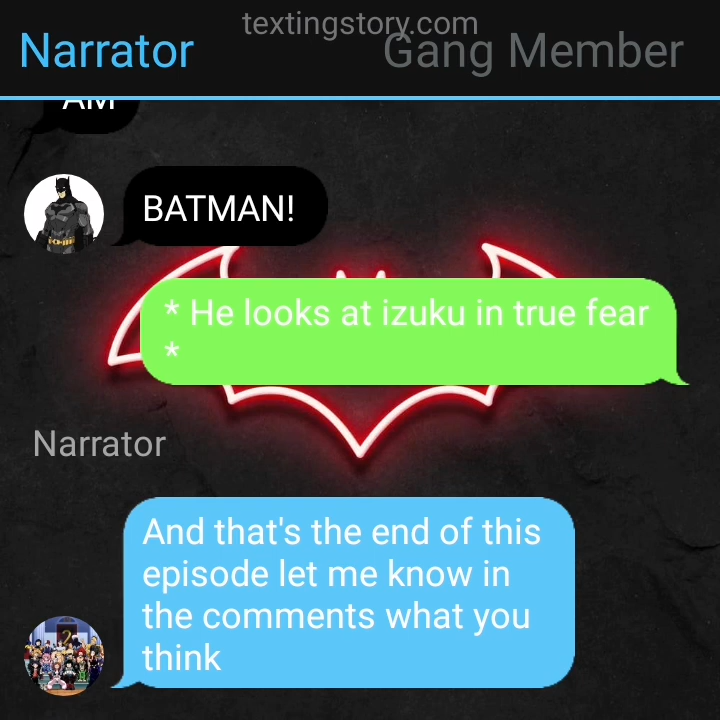 textingstory.com
Narrator
Gang Member
AM
BATMAN!
* He looks at izuku in true fear
*
Narrator
And that's the end of this
episode let me know in
the comments what you
think